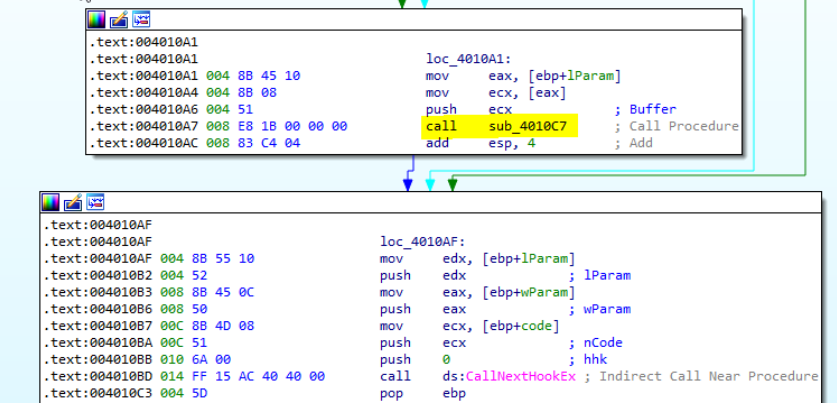 .text:004010A1
.text:004010A1 loc_4010A1:
.text:004010A1 004 8B 45 10 mov eax, [ebp+lParam]
.text:004010A4 004 8B 08 mov ecx, [eax]
.text:004010A6 004 51 push ecx ; Buffer
.text:004010A7 008 E8 1B 00 00 00 call sub_4010C7 ; Call Procedure
.text:004010AC 008 83 C4 04 add esp, 4 ; Add
.text:004010AF
.text:004010AF loc_4010AF:
.text:004010AF 004 8B 55 10 mov edx, [ebp+lParam]
.text:004010B2 004 52 push edx ; lParam
.text:004010B3 008 8B 45 0C mov eax, [ebp+wParam]
.text:004010B6 008 50 push eax ; wParam
.text:004010B7 00C 8B 4D 08 mov ecx, [ebp+code]
.text:004010BA 00C 51 push ecx ; nCode
.text:004010BB 010 6A 00 push 0 ; hhk
.text:004010BD 014 FF 15 AC 40 40 00 call ds:CallNextHookEx ; Indirect Call Near Procedure
.text:004010C3 004 5D pop ebp